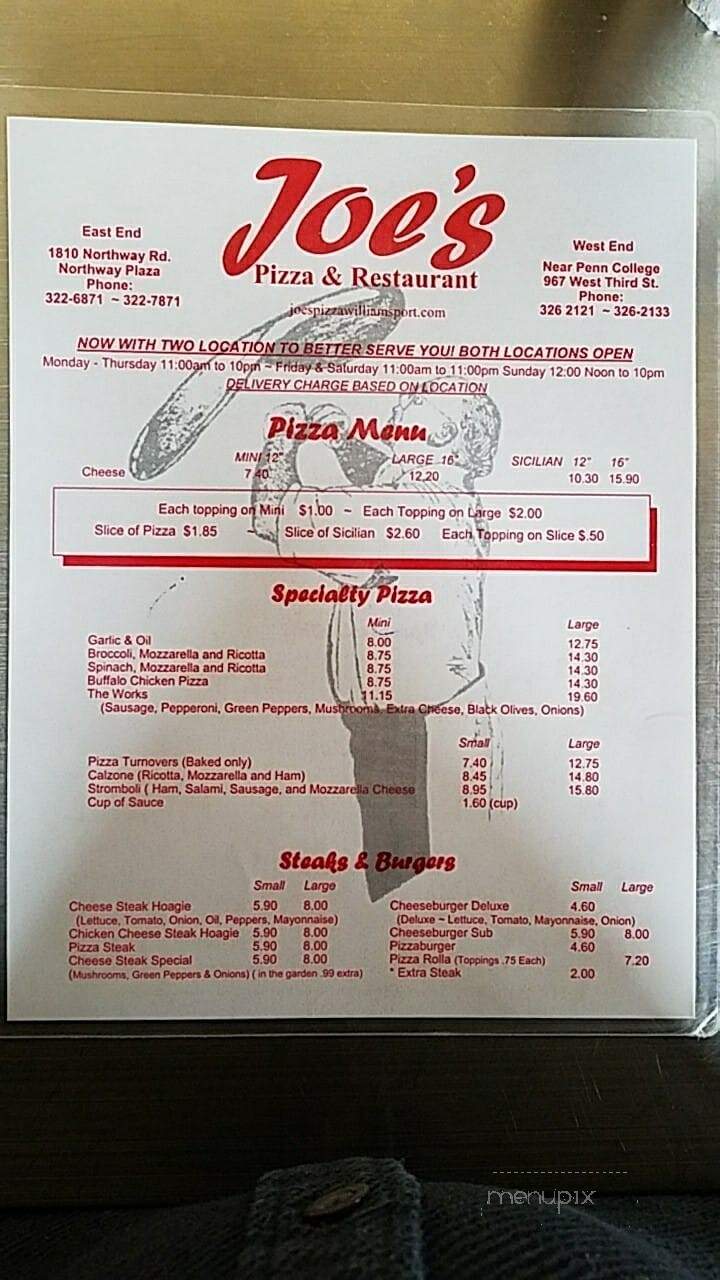 Joe's
Pizza & Restaurant
joespizzawilliamsport.com
East End
1810 Northway Rd.
Northway Plaza
Phone:
322-6871 ~ 322-7871
West End
Near Penn College
967 West Third St.
Phone:
326 2121 ~ 326-2133
NOW WITH TWO LOCATION TO BETTER SERVE YOU! BOTH LOCATIONS OPEN
Monday - Thursday 11:00am to 10pm ~ Friday & Saturday 11:00am to 11:00pm Sunday 12:00 Noon to 10pm
DELIVERY CHARGE BASED ON LOCATION
Pizza Menu
MINI 12" LARGE 16" SICILIAN 12" 16"
Cheese 7.40 12.20 10.30 15.90
Each topping on Mini $1.00 ~ Each Topping on Large $2.00
Slice of Pizza $1.85 ~ Slice of Sicilian $2.60 Each Topping on Slice $.50
Specialty Pizza
Mini Large
Garlic & Oil 8.00 12.75
Broccoli, Mozzarella and Ricotta 8.75 14.30
Spinach, Mozzarella and Ricotta 8.75 14.30
Buffalo Chicken Pizza 8.75 14.30
The Works 11.15 19.60
(Sausage, Pepperoni, Green Peppers, Mushrooms, Extra Cheese, Black Olives, Onions)
Small Large
Pizza Turnovers (Baked only) 7.40 12.75
Calzone (Ricotta, Mozzarella and Ham) 8.45 14.80
Stromboli ( Ham, Salami, Sausage, and Mozzarella Cheese 8.95 15.80
Cup of Sauce 1.60 (cup)
Steaks & Burgers
Small Large
Cheese Steak Hoagie 5.90 8.00
(Lettuce, Tomato, Onion, Oil, Peppers, Mayonnaise)
Chicken Cheese Steak Hoagie 5.90 8.00
Pizza Steak 5.90 8.00
Cheese Steak Special 5.90 8.00
(Mushrooms, Green Peppers & Onions) ( in the garden .99 extra)
Small Large
Cheeseburger Deluxe 4.60
(Deluxe ~ Lettuce, Tomato, Mayonnaise, Onion)
Cheeseburger Sub 5.90 8.00
Pizzaburger 4.60
Pizza Rolla (Toppings .75 Each) 7.20
* Extra Steak 2.00
menupix